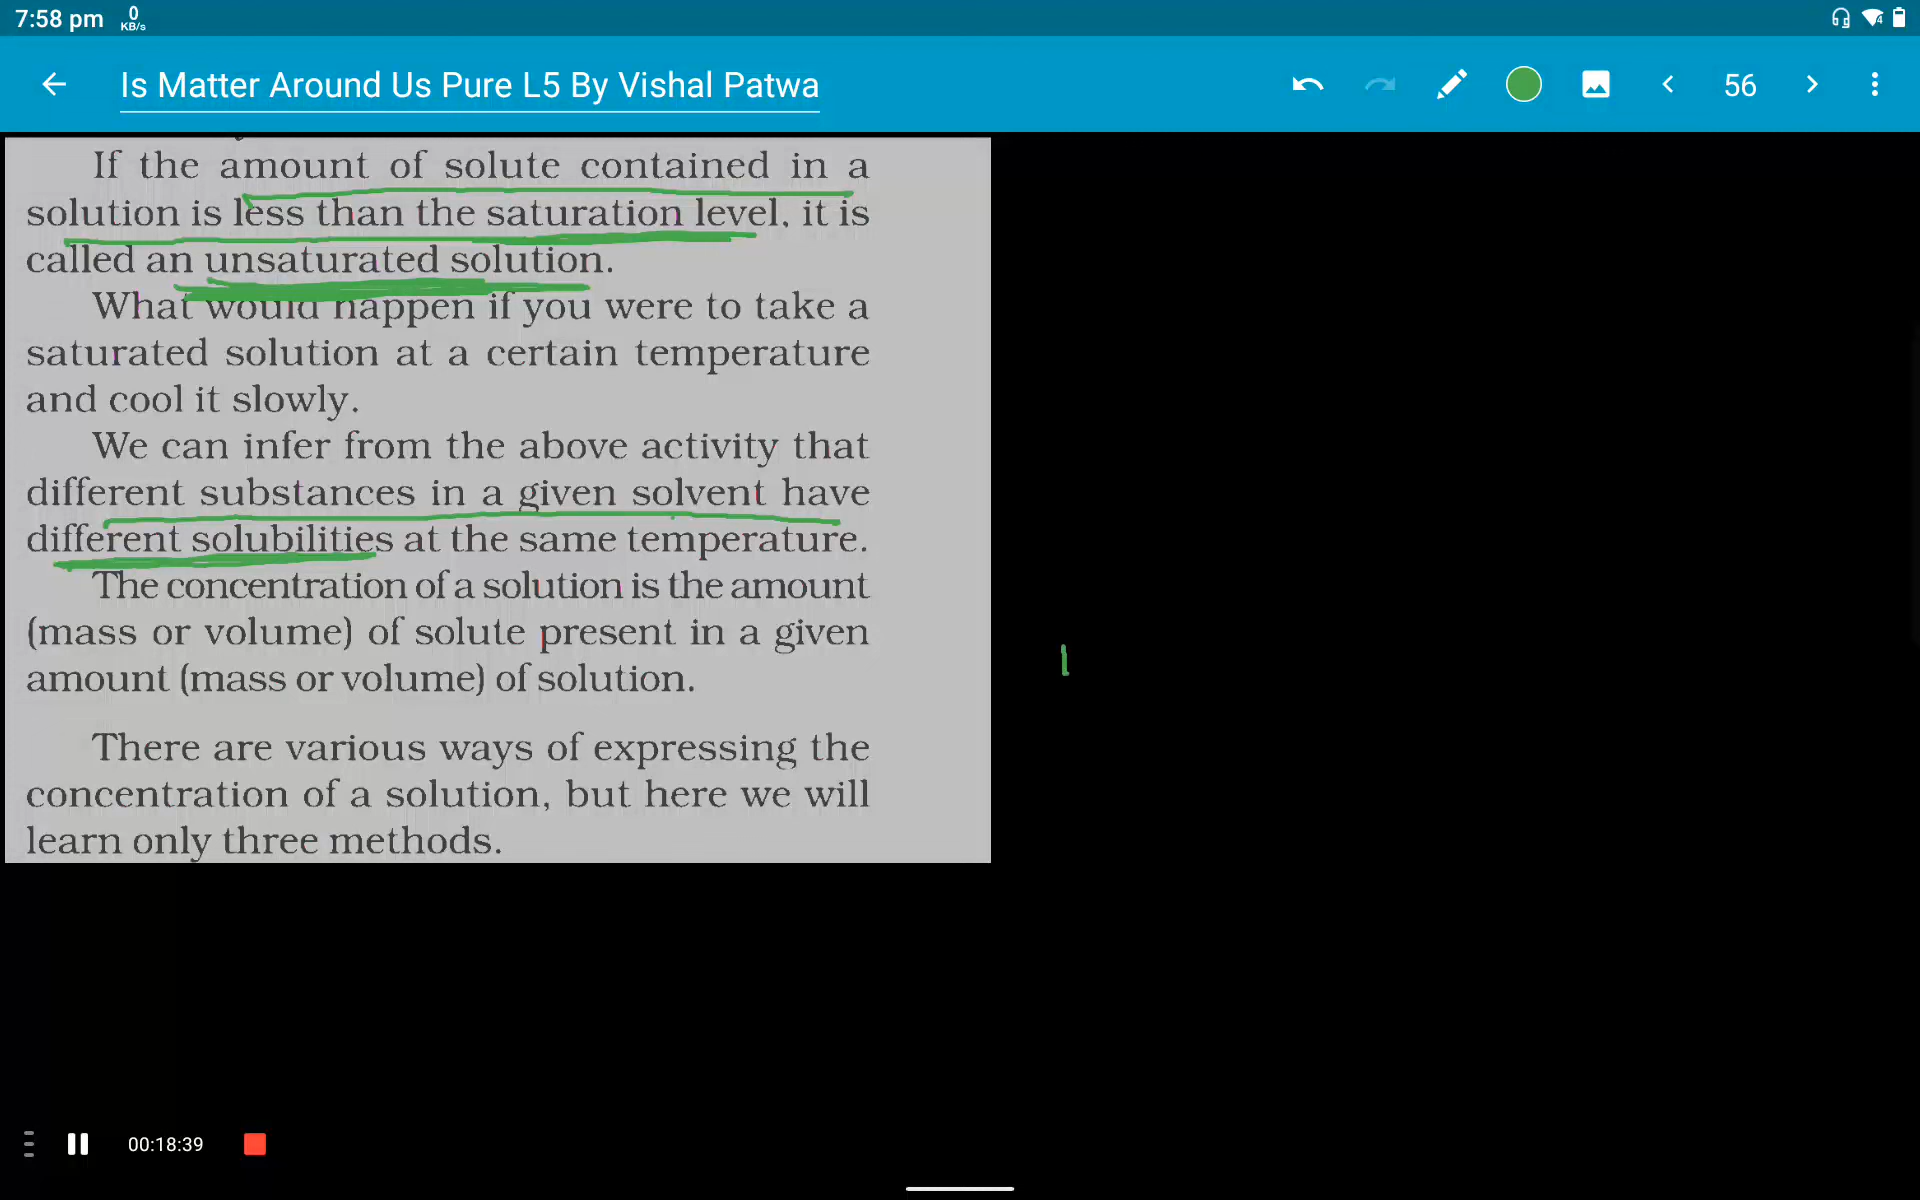 7:58 pm 0 KB/s
Is Matter Around Us Pure L5 By Vishal Patwa 56
If the amount of solute contained in a
solution is less than the saturation level, it is
called an unsaturated solution.
What would happen if you were to take a
saturated solution at a certain temperature
and cool it slowly.
We can infer from the above activity that
different substances in a given solvent have
different solubilities at the same temperature.
The concentration of a solution is the amount
(mass or volume) of solute present in a given
amount (mass or volume) of solution.
There are various ways of expressing the
concentration of a solution, but here we will
learn only three methods.
00:18:39